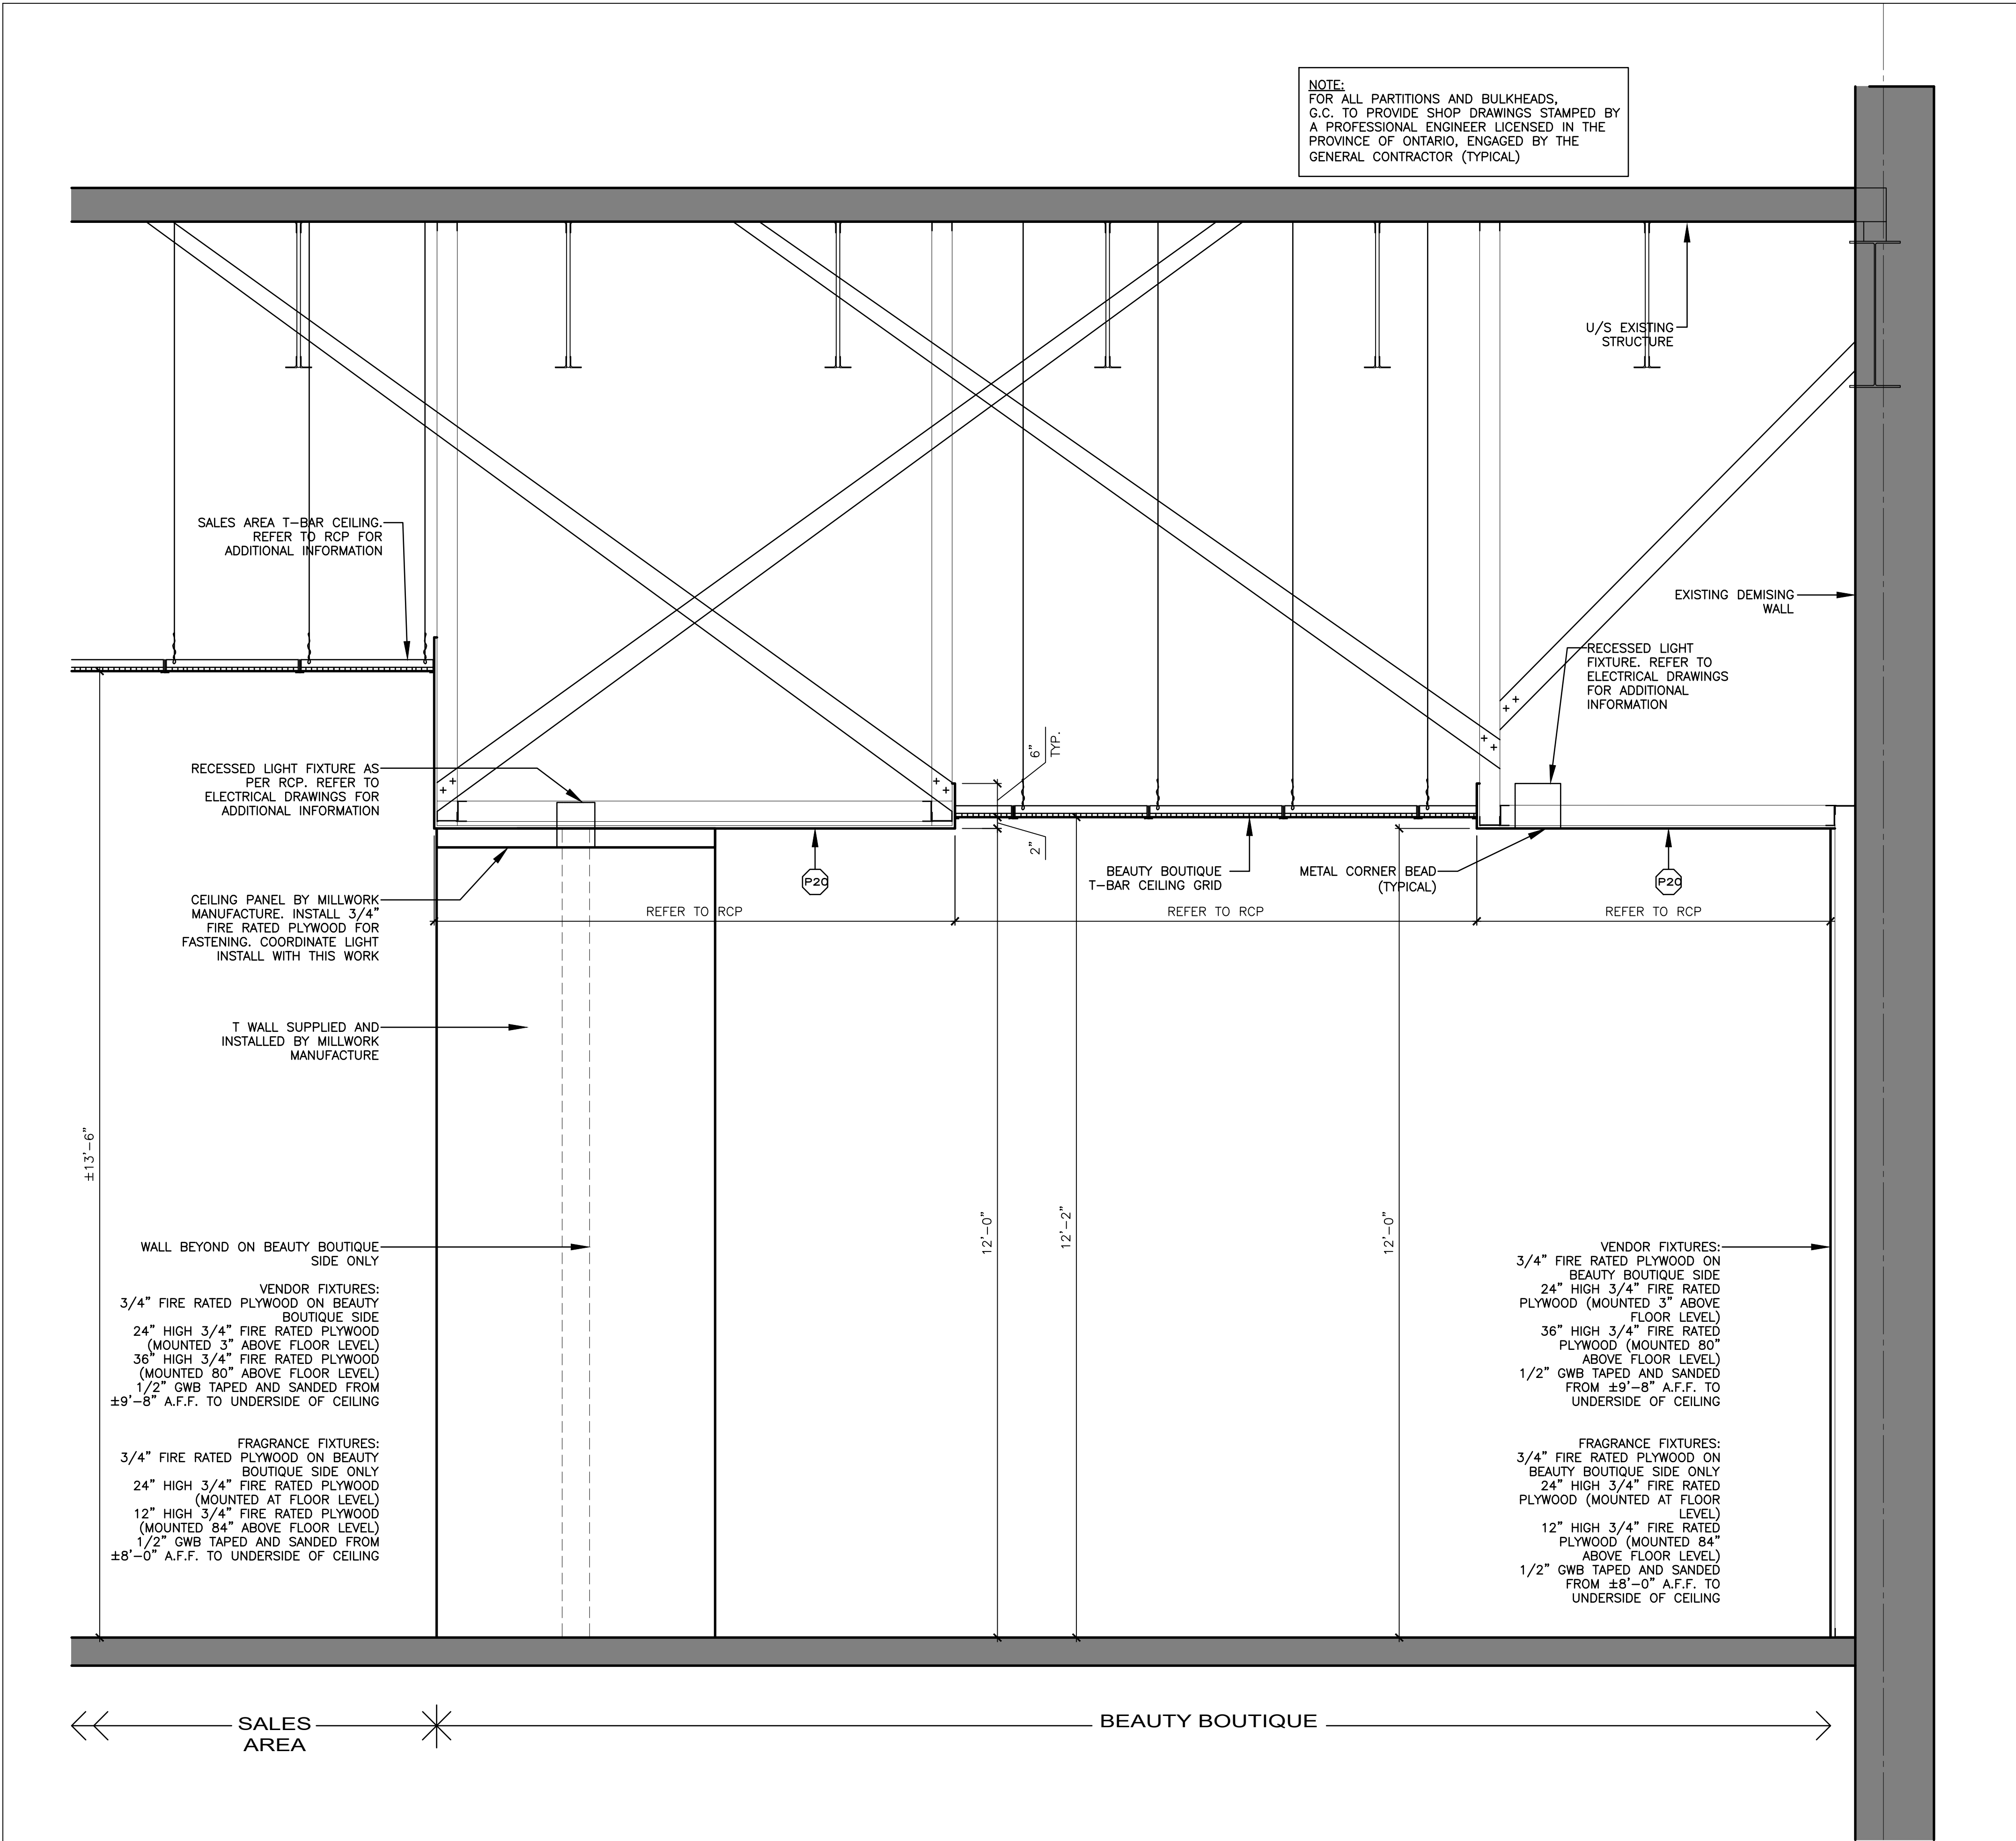 NOTE:
FOR ALL PARTITIONS AND BULKHEADS,
G.C. TO PROVIDE SHOP DRAWINGS STAMPED BY
A PROFESSIONAL ENGINEER LICENSED IN THE
PROVINCE OF ONTARIO, ENGAGED BY THE
GENERAL CONTRACTOR (TYPICAL)
U/S EXISTING
STRUCTURE
SALES AREA T-BAR CEILING.
REFER TO RCP FOR
ADDITIONAL INFORMATION
EXISTING DEMISING
WALL
RECESSED LIGHT
FIXTURE. REFER TO
ELECTRICAL DRAWINGS
FOR ADDITIONAL
INFORMATION
RECESSED LIGHT FIXTURE AS
PER RCP. REFER TO
ELECTRICAL DRAWINGS FOR
ADDITIONAL INFORMATION
6"
TYP.
2"
BEAUTY BOUTIQUE
T-BAR CEILING GRID
METAL CORNER BEAD
(TYPICAL)
P20
P20
CEILING PANEL BY MILLWORK
MANUFACTURE. INSTALL 3/4"
FIRE RATED PLYWOOD FOR
FASTENING. COORDINATE LIGHT
INSTALL WITH THIS WORK
REFER TO RCP
REFER TO RCP
REFER TO RCP
T WALL SUPPLIED AND
INSTALLED BY MILLWORK
MANUFACTURE
±13'-6"
12'-0"
12'-2"
12'-0"
WALL BEYOND ON BEAUTY BOUTIQUE
SIDE ONLY
VENDOR FIXTURES:
3/4" FIRE RATED PLYWOOD ON BEAUTY
BOUTIQUE SIDE
24" HIGH 3/4" FIRE RATED PLYWOOD
(MOUNTED 3" ABOVE FLOOR LEVEL)
36" HIGH 3/4" FIRE RATED PLYWOOD
(MOUNTED 80" ABOVE FLOOR LEVEL)
1/2" GWB TAPED AND SANDED FROM
±9'-8" A.F.F. TO UNDERSIDE OF CEILING
FRAGRANCE FIXTURES:
3/4" FIRE RATED PLYWOOD ON BEAUTY
BOUTIQUE SIDE ONLY
24" HIGH 3/4" FIRE RATED PLYWOOD
(MOUNTED AT FLOOR LEVEL)
12" HIGH 3/4" FIRE RATED PLYWOOD
(MOUNTED 84" ABOVE FLOOR LEVEL)
1/2" GWB TAPED AND SANDED FROM
±8'-0" A.F.F. TO UNDERSIDE OF CEILING
VENDOR FIXTURES:
3/4" FIRE RATED PLYWOOD ON
BEAUTY BOUTIQUE SIDE
24" HIGH 3/4" FIRE RATED
PLYWOOD (MOUNTED 3" ABOVE
FLOOR LEVEL)
36" HIGH 3/4" FIRE RATED
PLYWOOD (MOUNTED 80"
ABOVE FLOOR LEVEL)
1/2" GWB TAPED AND SANDED
FROM ±9'-8" A.F.F. TO
UNDERSIDE OF CEILING
FRAGRANCE FIXTURES:
3/4" FIRE RATED PLYWOOD ON
BEAUTY BOUTIQUE SIDE ONLY
24" HIGH 3/4" FIRE RATED
PLYWOOD (MOUNTED AT FLOOR
LEVEL)
12" HIGH 3/4" FIRE RATED
PLYWOOD (MOUNTED 84"
ABOVE FLOOR LEVEL)
1/2" GWB TAPED AND SANDED
FROM ±8'-0" A.F.F. TO
UNDERSIDE OF CEILING
SALES
AREA
BEAUTY BOUTIQUE